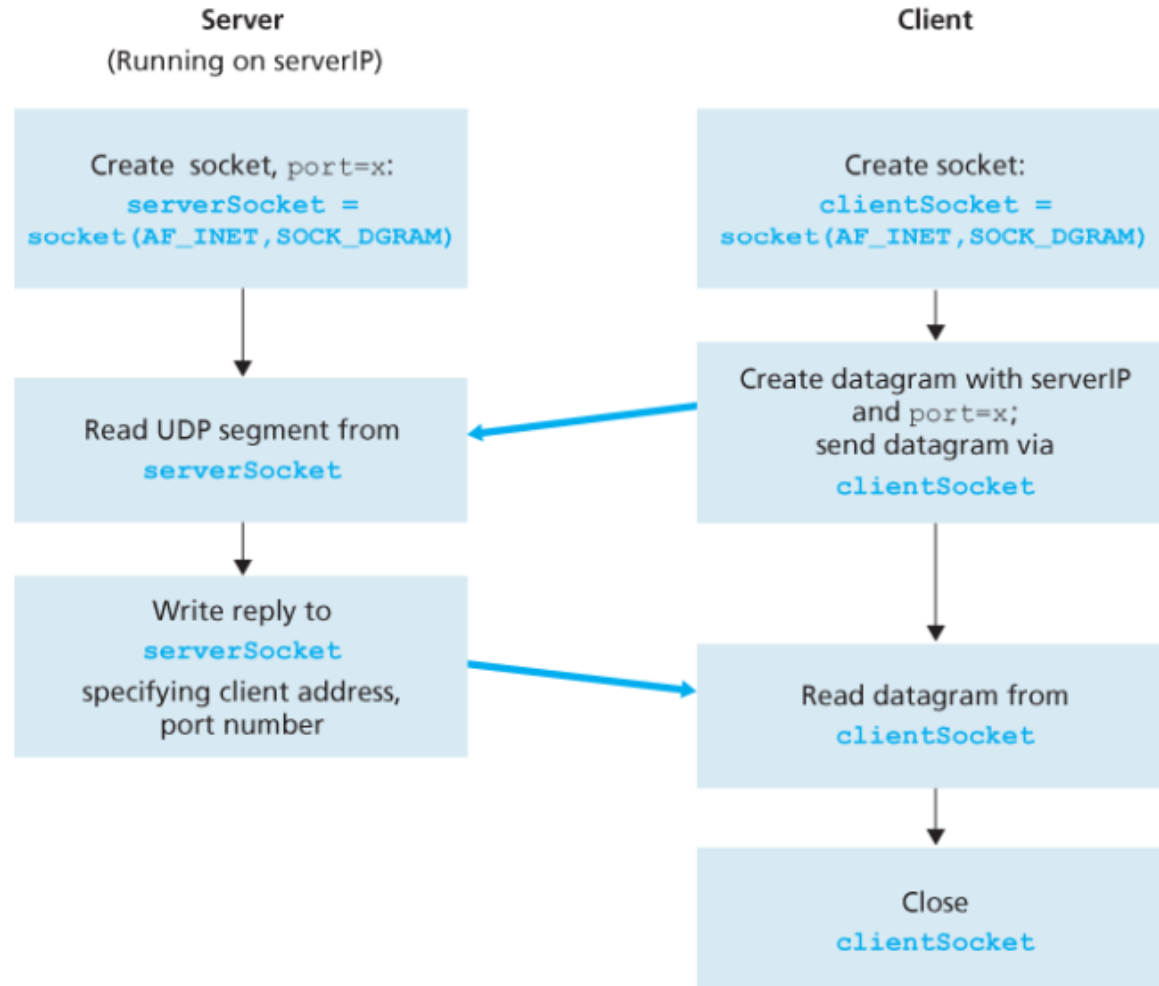 Server
(Running on serverIP)
Create socket, port=x:
serverSocket =
socket(AF_INET,SOCK_DGRAM)
Read UDP segment from
serverSocket
Write reply to
serverSocket
specifying client address,
port number
Client
Create socket:
clientSocket =
socket(AF_INET,SOCK_DGRAM)
Create datagram with serverIP
and port=x;
send datagram via
clientSocket
Read datagram from
clientSocket
Close
clientSocket